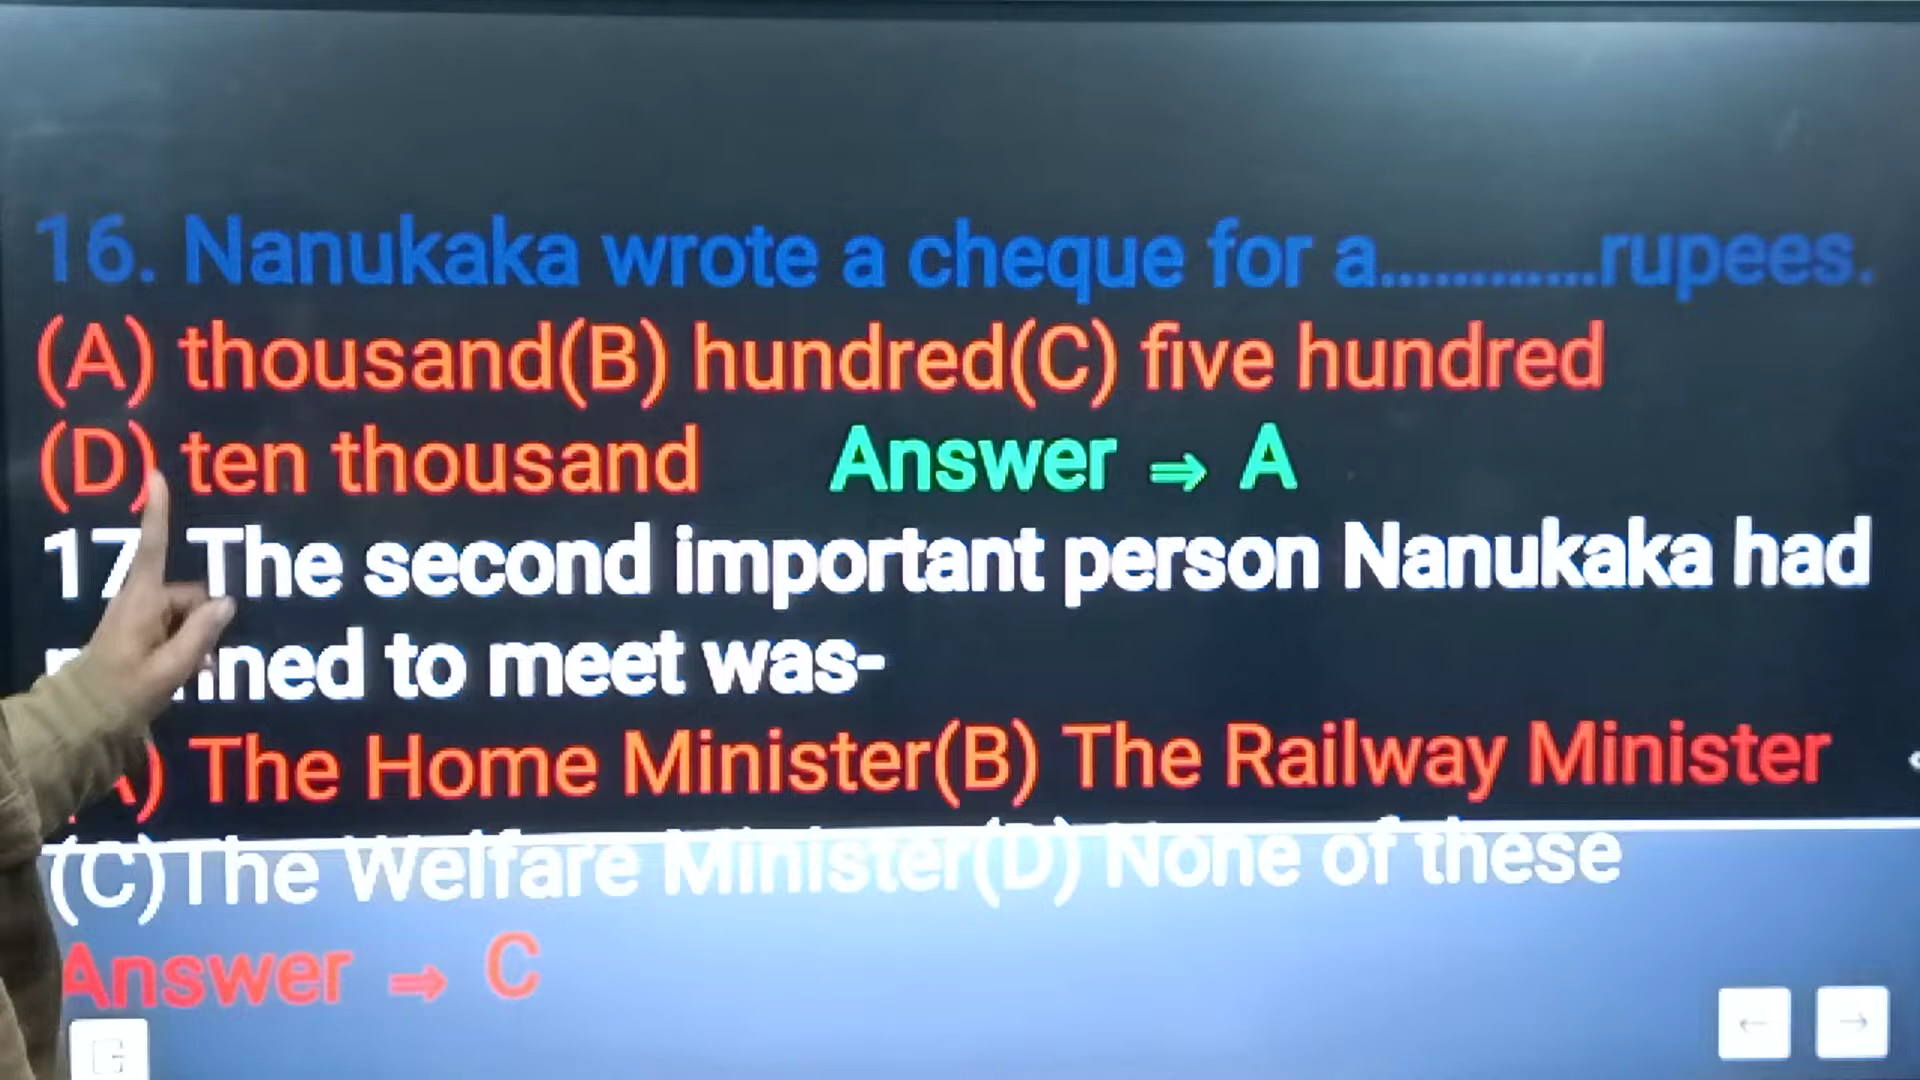 16. Nanukaka wrote a cheque for a............rupees.
(A) thousand(B) hundred(C) five hundred
(D) ten thousand Answer ⇒ A
17 The second important person Nanukaka had
to meet was-
A) The Home Minister(B) The Railway Minister
(C)The Welfare Minister(D) None of these
Answer ⇒ C